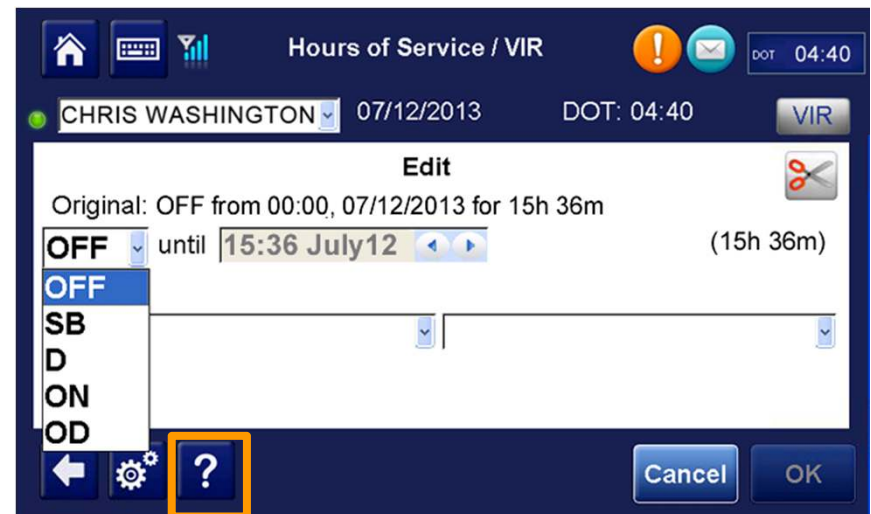 Hours of Service / VIR
! DOT 04:40
CHRIS WASHINGTON 07/12/2013 DOT: 04:40 VIR
Edit
Original: OFF from 00:00, 07/12/2013 for 15h 36m
OFF until 15:36 July12 (15h 36m)
OFF
SB
D
ON
OD
? Cancel OK